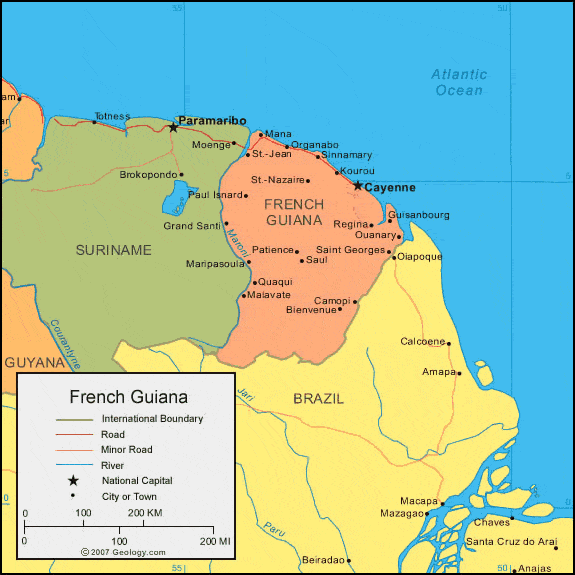 55
50
Atlantic
Ocean
am
ar
Totness
Paramaribo
Moenge
Mana
Organabo
St.-Jean
Sinnamary
Kourou
5
5
Brokopondo
St.-Nazaire
Cayenne
Paul Isnard
FRENCH
GUIANA
Guisanbourg
Grand Santi
Regina
Ouanary
Maroni
SURINAME
Patience
Saint Georges
Saul
Oiapoque
Maripasoula
Quaqui
Malavate
Camopi
Bienvenue
Courantyne
GUYANA
Calcoene
Amapa
Jari
BRAZIL
French Guiana
International Boundary
Road
Minor Road
River
National Capital
City or Town
0 100 200 KM
0 100 200 MI
© 2007 Geology.com
0
0
Macapa
Mazagao
Chaves
Paru
Santa Cruz do Arai
Beiradao
Anajas
55
50